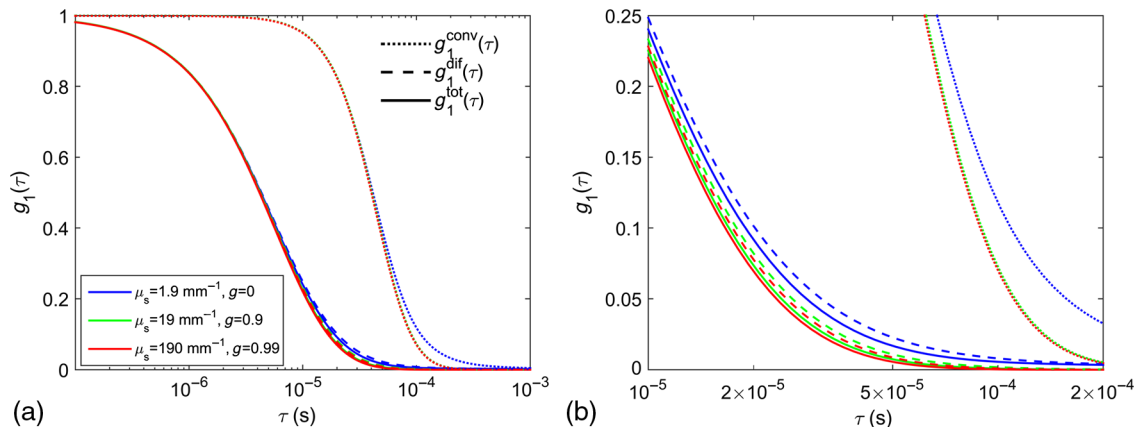 1
0.8
0.6
0.4
0.2
0
g₁(τ)
g₁ᶜᵒⁿᵛ(τ)
g₁ᵈⁱᶠ(τ)
g₁ᵗᵒᵗ(τ)
μₛ=1.9 mm⁻¹, g=0
μₛ=19 mm⁻¹, g=0.9
μₛ=190 mm⁻¹, g=0.99
10⁻⁶ 10⁻⁵ 10⁻⁴ 10⁻³
τ (s)
(a)
0.25
0.2
0.15
0.1
0.05
0
g₁(τ)
10⁻⁵ 2×10⁻⁵ 5×10⁻⁵ 10⁻⁴ 2×10⁻⁴
τ (s)
(b)